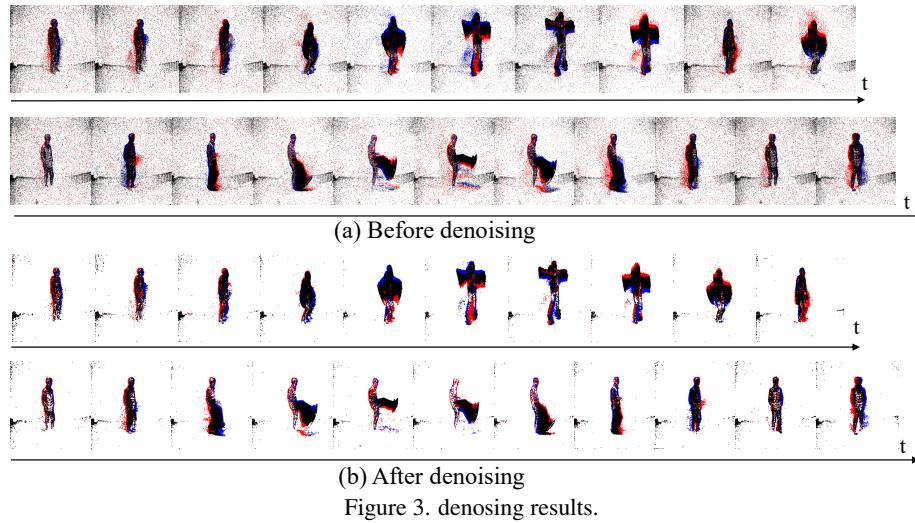 t
t
(a) Before denoising
t
t
(b) After denoising
Figure 3. denosing results.